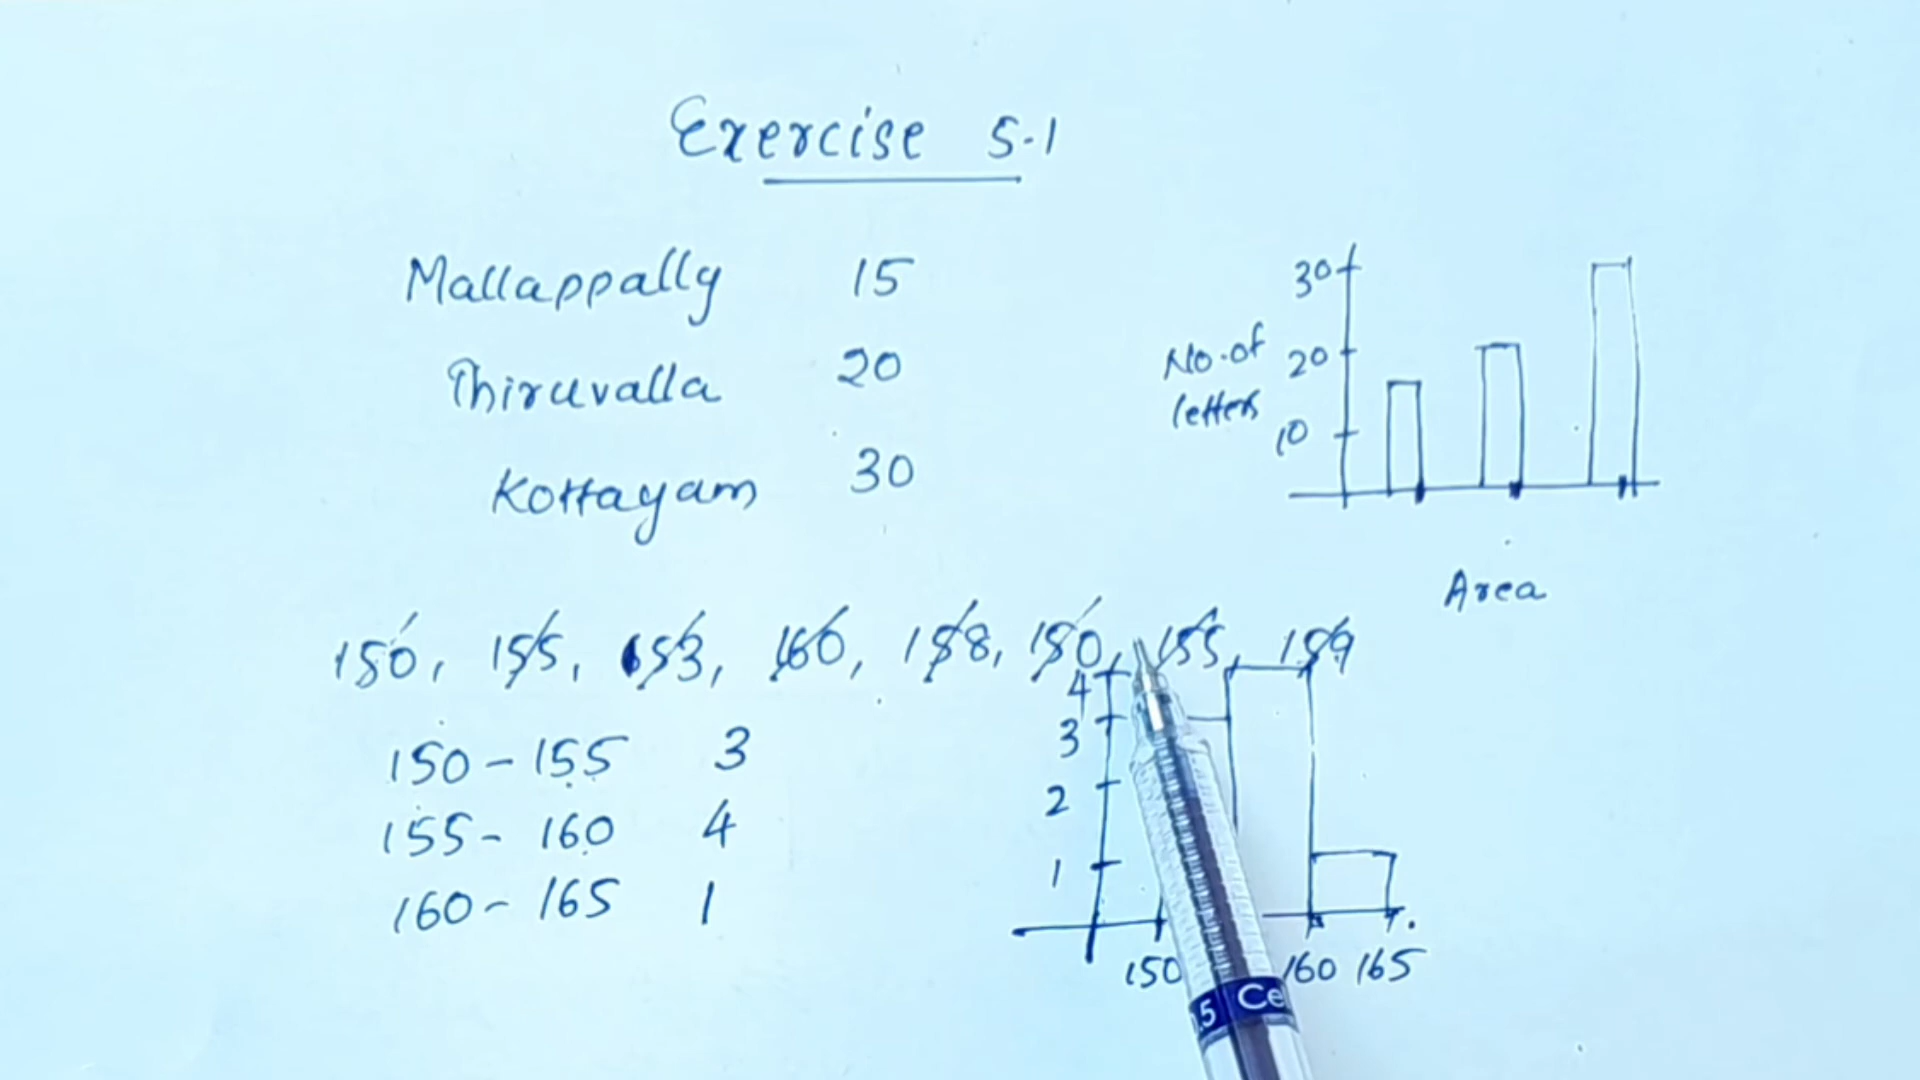 Exercise 5.1
Mallappally 15
Thiruvalla 20
Kottayam 30
30
20
10
No. of
letters
Area
150, 155, 153, 160, 158, 150, 155, 159
150 - 155 3
155 - 160 4
160 - 165 1
4
3
2
1
150 160 165
.5 Ce